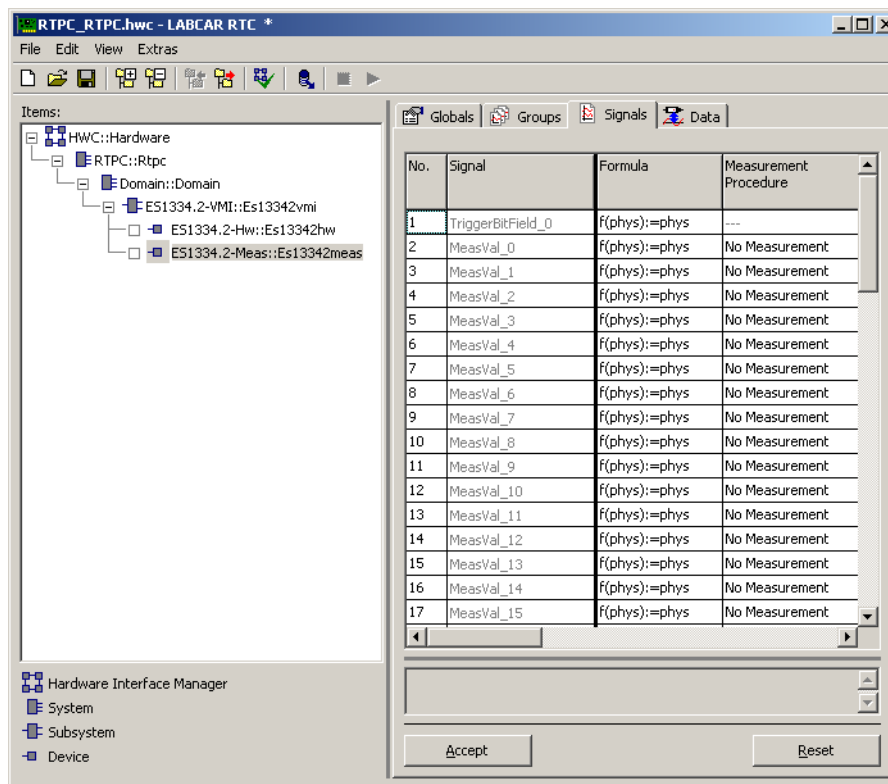 RTPC_RTPC.hwc - LABCAR RTC *
File Edit View Extras
Items:
HWC::Hardware
RTPC::Rtpc
Domain::Domain
ES1334.2-VMI::Es13342vmi
ES1334.2-Hw::Es13342hw
ES1334.2-Meas::Es13342meas
Hardware Interface Manager
System
Subsystem
Device
Globals Groups Signals Data
No. Signal Formula Measurement
Procedure
1 TriggerBitField_0 f(phys):=phys ---
2 MeasVal_0 f(phys):=phys No Measurement
3 MeasVal_1 f(phys):=phys No Measurement
4 MeasVal_2 f(phys):=phys No Measurement
5 MeasVal_3 f(phys):=phys No Measurement
6 MeasVal_4 f(phys):=phys No Measurement
7 MeasVal_5 f(phys):=phys No Measurement
8 MeasVal_6 f(phys):=phys No Measurement
9 MeasVal_7 f(phys):=phys No Measurement
10 MeasVal_8 f(phys):=phys No Measurement
11 MeasVal_9 f(phys):=phys No Measurement
12 MeasVal_10 f(phys):=phys No Measurement
13 MeasVal_11 f(phys):=phys No Measurement
14 MeasVal_12 f(phys):=phys No Measurement
15 MeasVal_13 f(phys):=phys No Measurement
16 MeasVal_14 f(phys):=phys No Measurement
17 MeasVal_15 f(phys):=phys No Measurement
Accept Reset